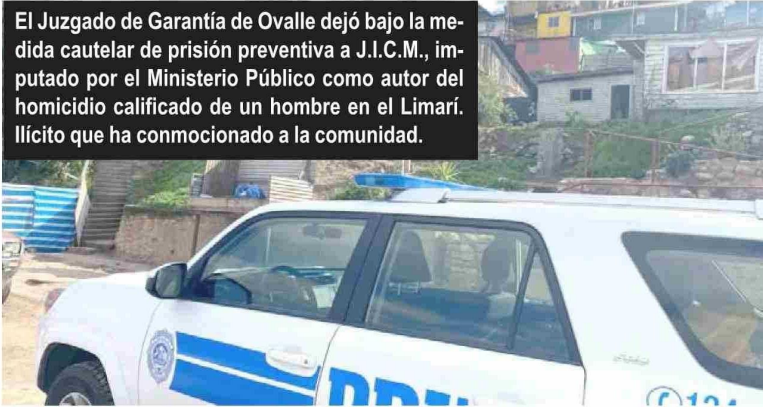 El Juzgado de Garantía de Ovalle dejó bajo la me-
dida cautelar de prisión preventiva a J.I.C.M., im-
putado por el Ministerio Público como autor del
homicidio calificado de un hombre en el Limarí.
Ilícito que ha conmocionado a la comunidad.
134